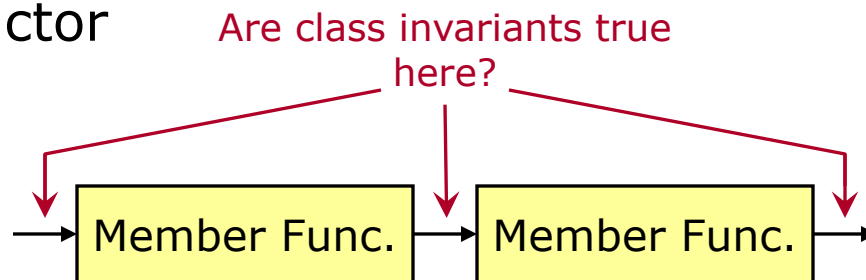 ctor
Are class invariants true
here?
Member Func.
Member Func.